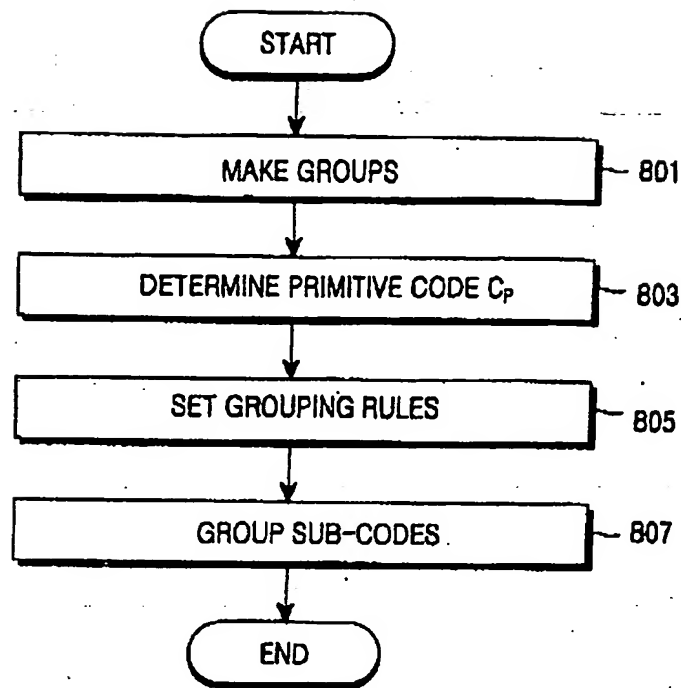 START
MAKE GROUPS
801
DETERMINE PRIMITIVE CODE Cₚ
803
SET GROUPING RULES
805
GROUP SUB-CODES
807
END